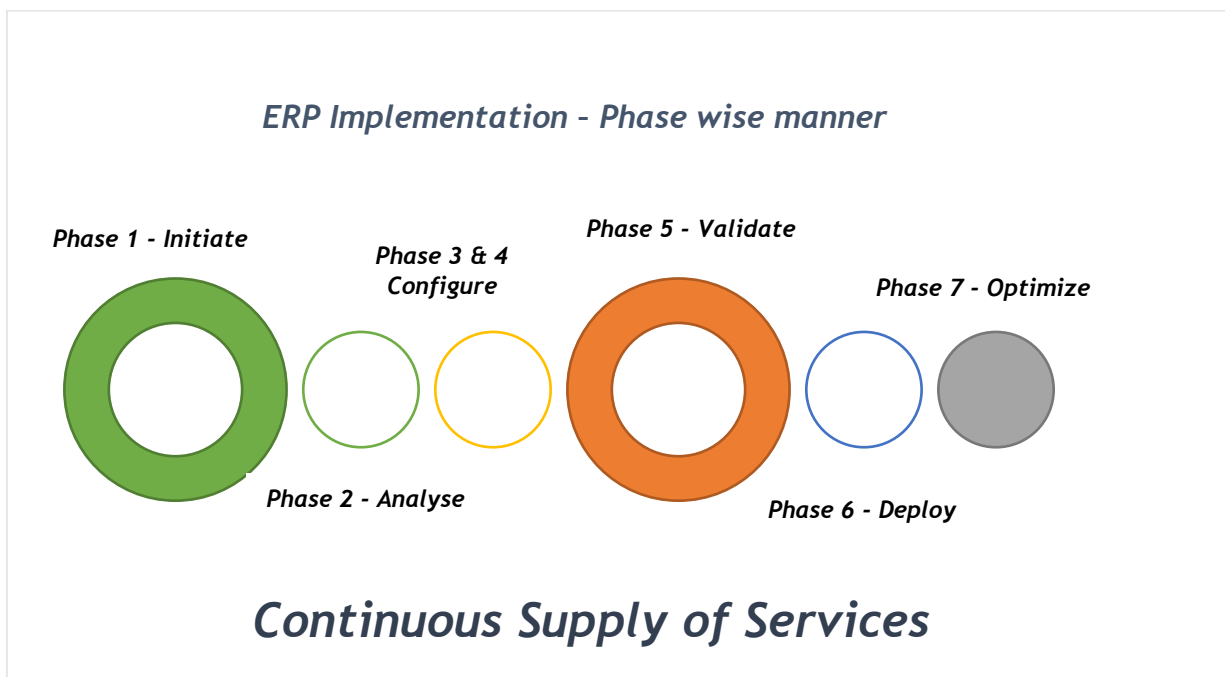 ERP Implementation – Phase wise manner
Phase 1 - Initiate
Phase 3 & 4
Configure
Phase 5 - Validate
Phase 7 - Optimize
Phase 2 - Analyse
Phase 6 - Deploy
Continuous Supply of Services